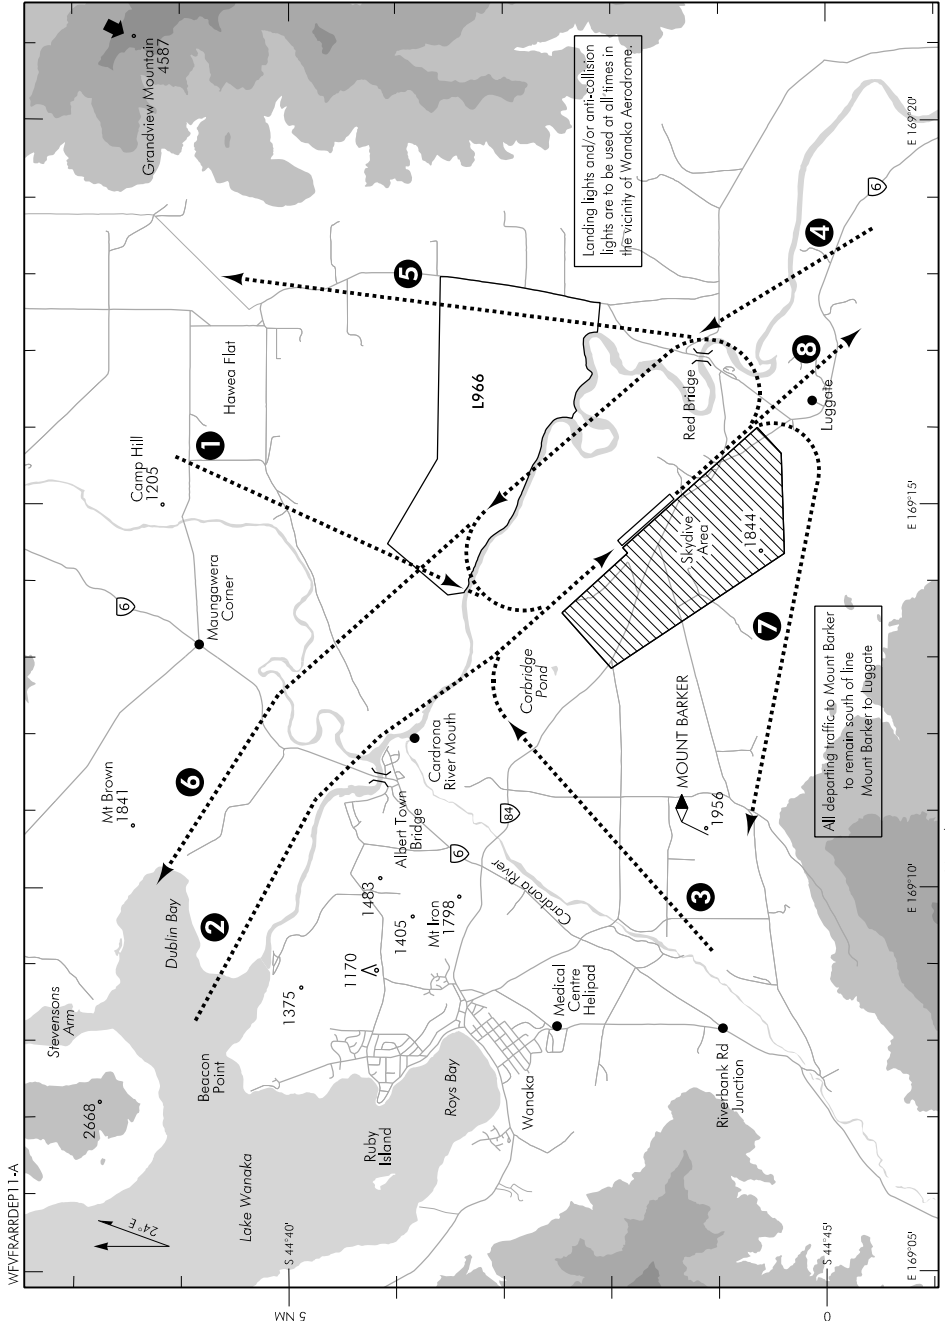 WFVFRARRDEP11-A
24°E
2668
Stevensons
Arm
Lake Wanaka
Beacon
Point
Dublin Bay
Mt Brown
1841
Maungawera
Corner
6
Camp Hill
1205
Hawea Flat
Grandview Mountain
4587
1
2
6
5
1375
1170
1483
1405
Mt Iron
1798
Albert Town
Bridge
Cardrona
River Mouth
L966
Ruby
Island
Roys Bay
Wanaka
6
84
Cardrona River
Corbridge
Pond
Medical
Centre
Helipad
Landing lights and/or anti-collision
lights are to be used at all times in
the vicinity of Wanaka Aerodrome.
3
Riverbank Rd
Junction
MOUNT BARKER
1956
Skydive
Area
1844
Red Bridge
7
8
4
6
Luggate
All departing traffic to Mount Barker
to remain south of line
Mount Barker to Luggate
S 44°40'
S 44°45'
5 NM
0
E 169°05'
E 169°10'
E 169°15'
E 169°20'